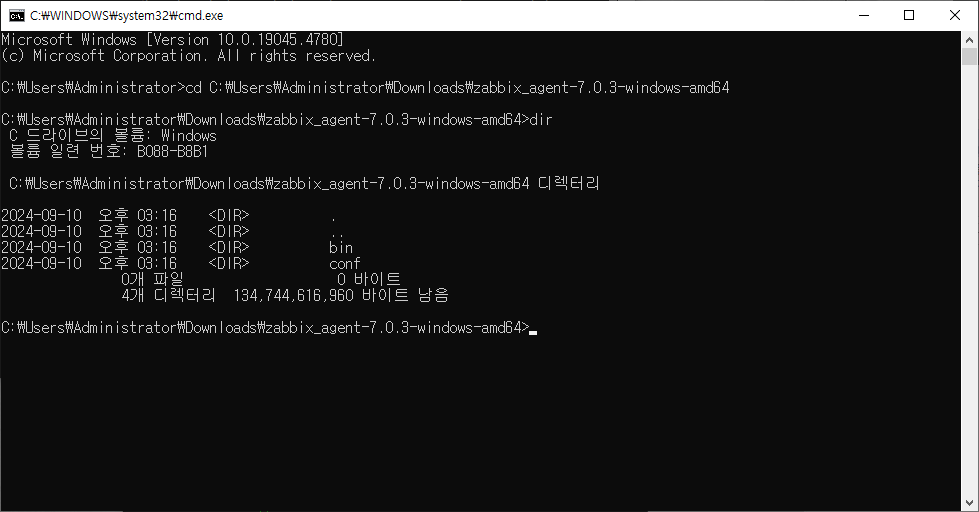 C:₩WINDOWS₩system32₩cmd.exe
Microsoft Windows [Version 10.0.19045.4780]
(c) Microsoft Corporation. All rights reserved.
C:₩Users₩Administrator>cd C:₩Users₩Administrator₩Downloads₩zabbix_agent-7.0.3-windows-amd64
C:₩Users₩Administrator₩Downloads₩zabbix_agent-7.0.3-windows-amd64>dir
C 드라이브의 볼륨: Windows
볼륨 일련 번호: B088-B8B1
C:₩Users₩Administrator₩Downloads₩zabbix_agent-7.0.3-windows-amd64 디렉터리
2024-09-10 오후 03:16 <DIR> .
2024-09-10 오후 03:16 <DIR> ..
2024-09-10 오후 03:16 <DIR> bin
2024-09-10 오후 03:16 <DIR> conf
0개 파일 0 바이트
4개 디렉터리 134,744,616,960 바이트 남음
C:₩Users₩Administrator₩Downloads₩zabbix_agent-7.0.3-windows-amd64>